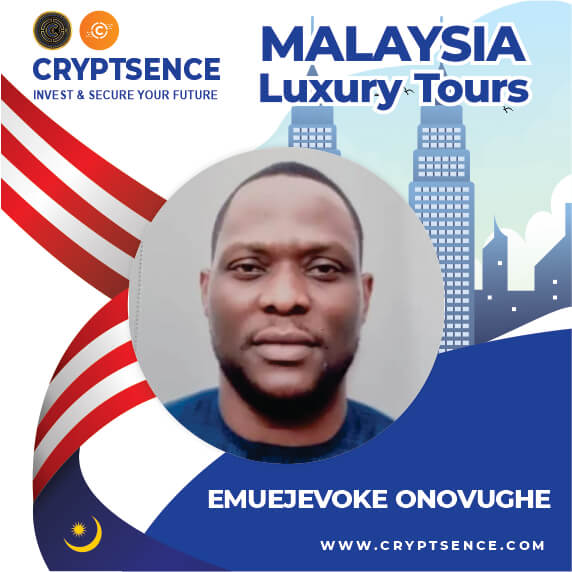 CRYPTSENCE
INVEST & SECURE YOUR FUTURE
MALAYSIA
Luxury Tours
EMUEJEVOKE ONOVUGHE
WWW.CRYPTSENCE.COM